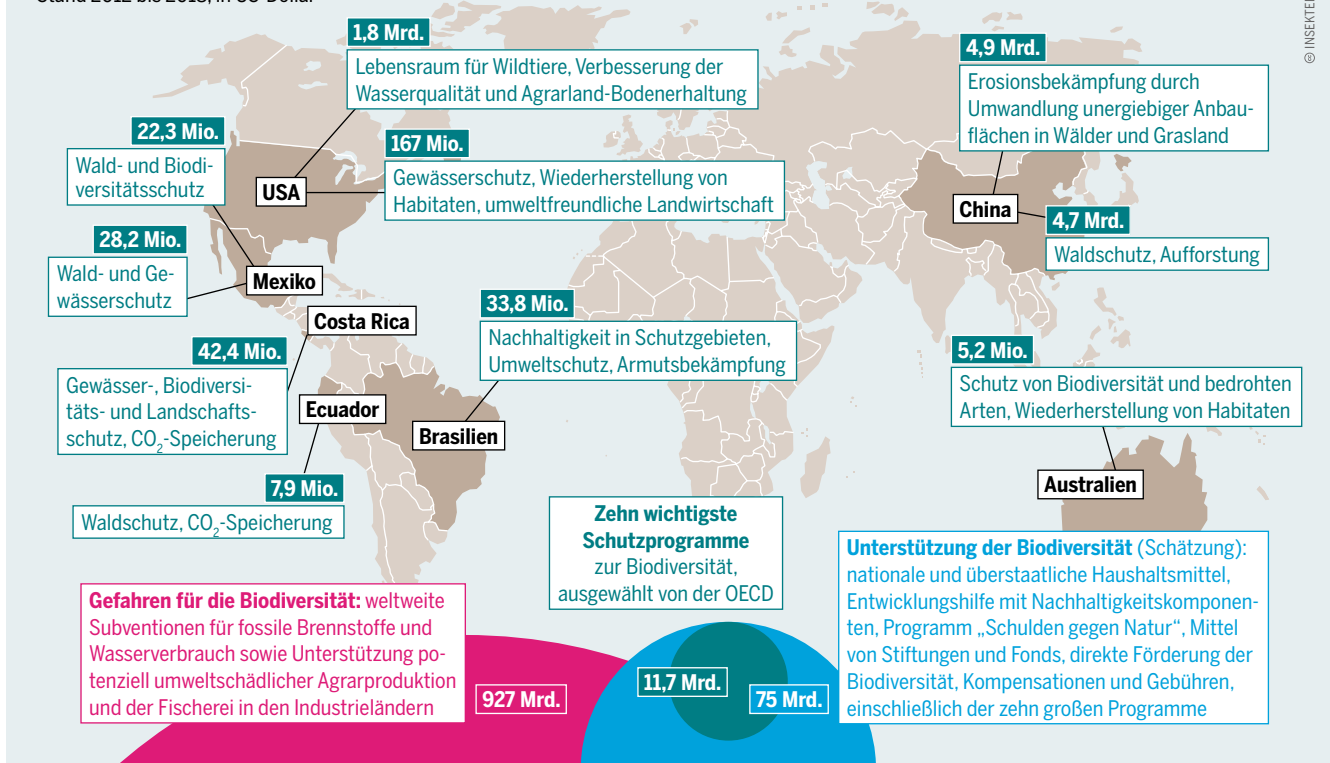 1,8 Mrd.
Lebensraum für Wildtiere, Verbesserung der
Wasserqualität und Agrarland-Bodenerhaltung
4,9 Mrd.
Erosionsbekämpfung durch
Umwandlung unergiebiger Anbau-
flächen in Wälder und Grasland
22,3 Mio.
Wald- und Biodi-
versitätsschutz
167 Mio.
Gewässerschutz, Wiederherstellung von
Habitaten, umweltfreundliche Landwirtschaft
USA
China
4,7 Mrd.
Waldschutz, Aufforstung
28,2 Mio.
Wald- und Ge-
wässerschutz
Mexiko
Costa Rica
33,8 Mio.
Nachhaltigkeit in Schutzgebieten,
Umweltschutz, Armutsbekämpfung
42,4 Mio.
Gewässer-, Biodiversi-
täts- und Landschafts-
schutz, CO₂-Speicherung
5,2 Mio.
Schutz von Biodiversität und bedrohten
Arten, Wiederherstellung von Habitaten
Ecuador
Brasilien
Australien
7,9 Mio.
Waldschutz, CO₂-Speicherung
Zehn wichtigste
Schutzprogramme
zur Biodiversität,
ausgewählt von der OECD
Gefahren für die Biodiversität: weltweite
Subventionen für fossile Brennstoffe und
Wasserverbrauch sowie Unterstützung po-
tenziell umweltschädlicher Agrarproduktion
und der Fischerei in den Industrieländern
927 Mrd.
11,7 Mrd.
75 Mrd.
Unterstützung der Biodiversität (Schätzung):
nationale und überstaatliche Haushaltsmittel,
Entwicklungshilfe mit Nachhaltigkeitskomponen-
ten, Programm „Schulden gegen Natur“, Mittel
von Stiftungen und Fonds, direkte Förderung der
Biodiversität, Kompensationen und Gebühren,
einschließlich der zehn großen Programme